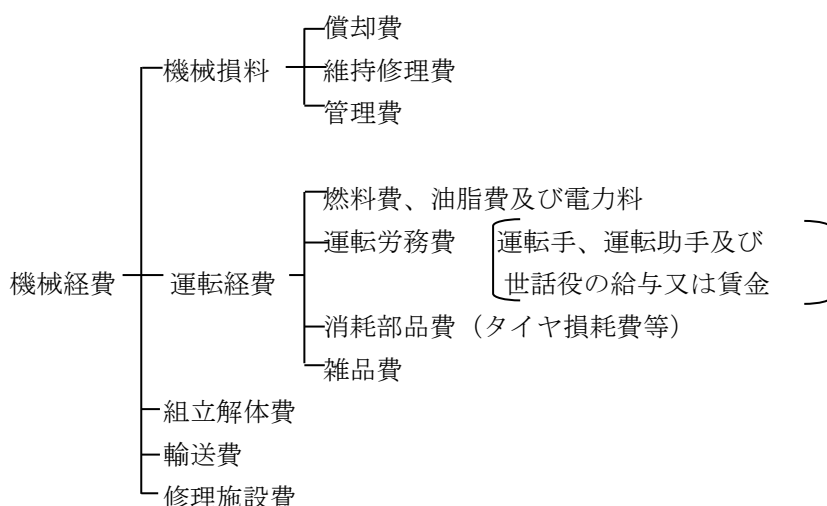 償却費
機械損料
維持修理費
管理費
燃料費、油脂費及び電力料
運転労務費
運転手、運転助手及び
機械経費
運転経費
世話役の給与又は賃金
消耗部品費（タイヤ損耗費等）
雑品費
組立解体費
輸送費
修理施設費